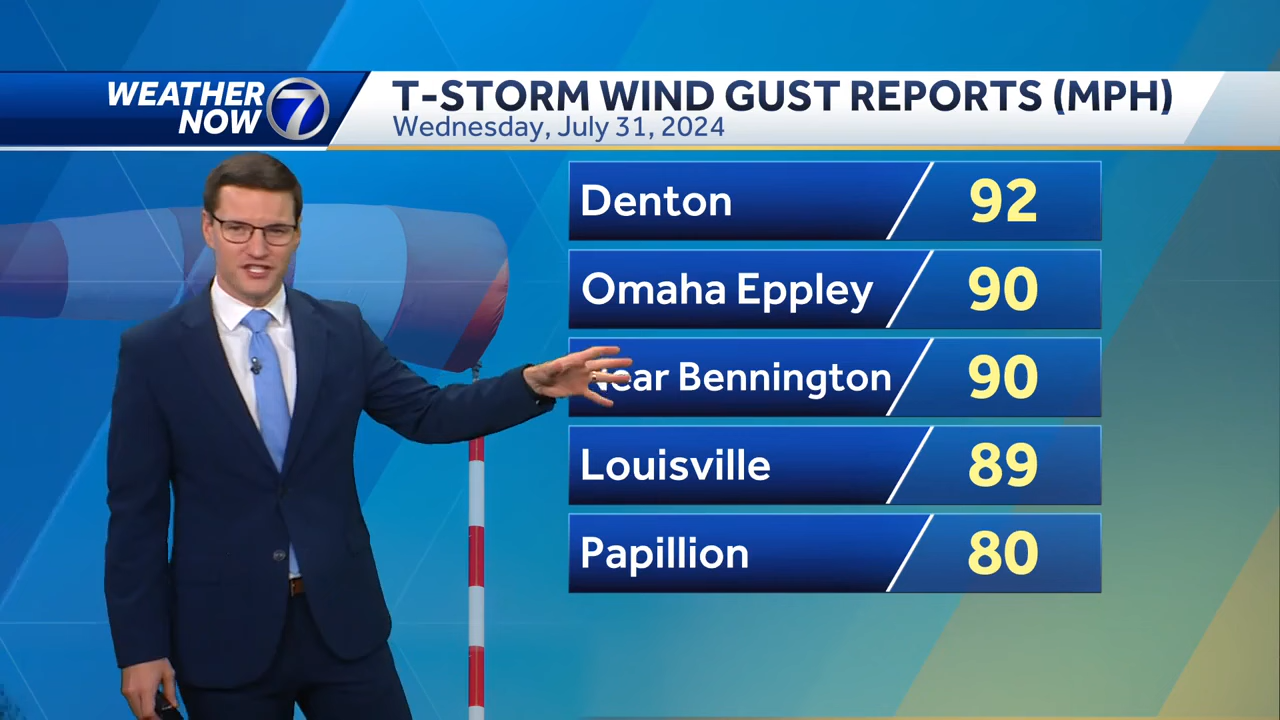 WEATHER
NOW 7
T-STORM WIND GUST REPORTS (MPH)
Wednesday, July 31, 2024
Denton 92
Omaha Eppley 90
Near Bennington 90
Louisville 89
Papillion 80